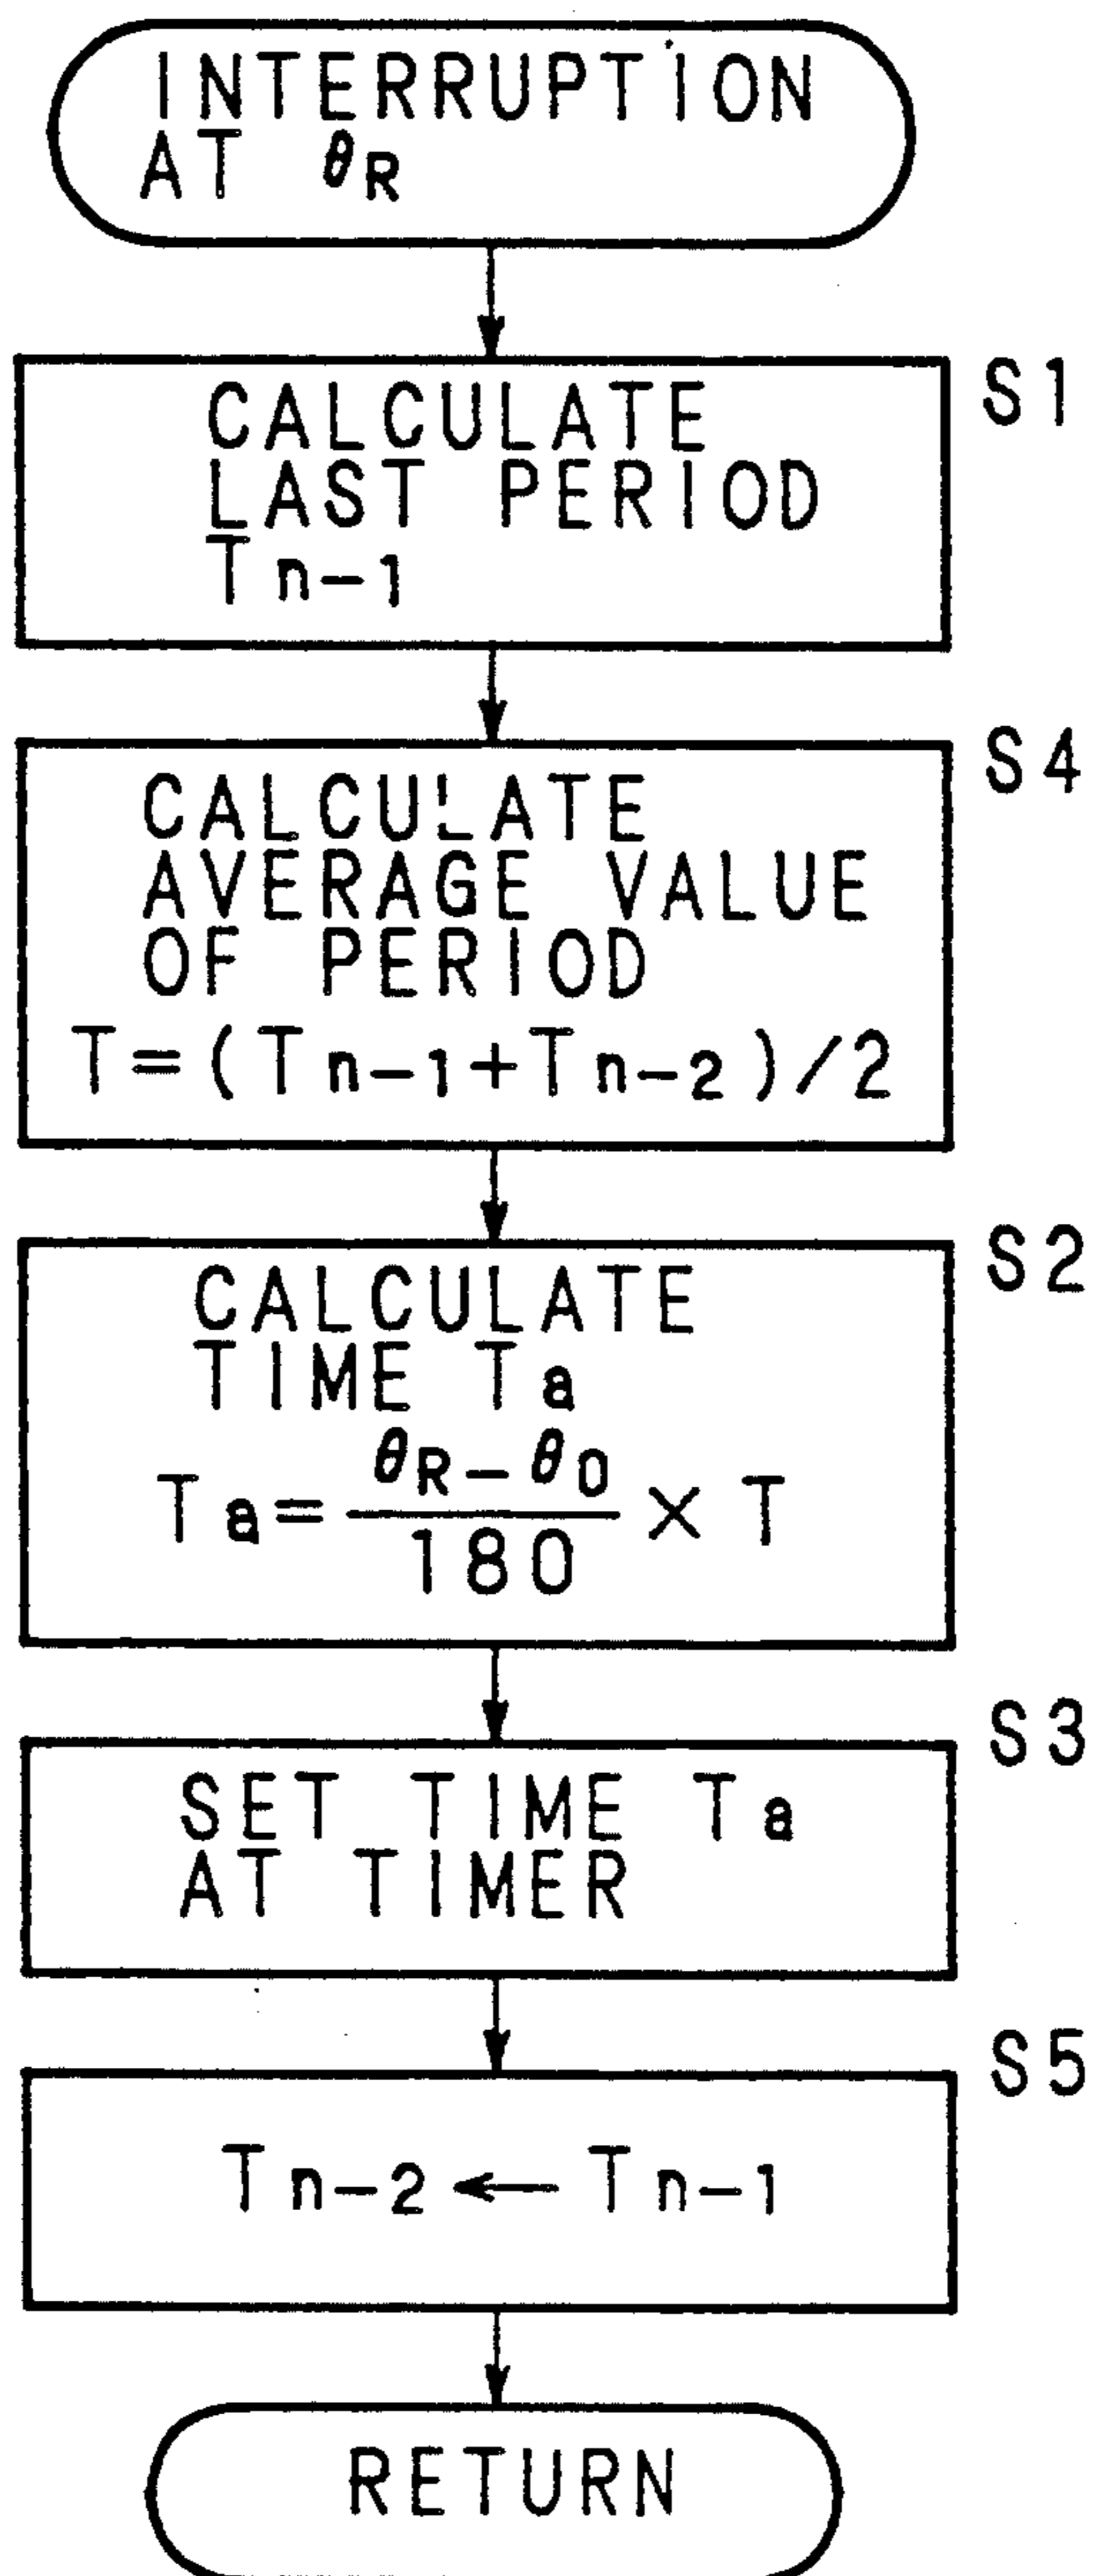 INTERRUPTION
AT θR
S1
CALCULATE
LAST PERIOD
Tn-1
S4
CALCULATE
AVERAGE VALUE
OF PERIOD
T=(Tn-1+Tn-2)/2
S2
CALCULATE
TIME Ta
Ta=
θR-θ0
180
× T
S3
SET TIME Ta
AT TIMER
S5
Tn-2←Tn-1
RETURN